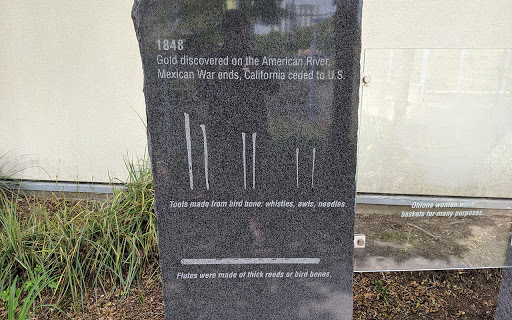 1848
Gold discovered on the American River,
Mexican War ends, California ceded to U.S.
Tools made from bird bone: whistles, awls, needles
Flutes were made of thick reeds or bird bones.
Ohlone women wove
baskets for many purposes.